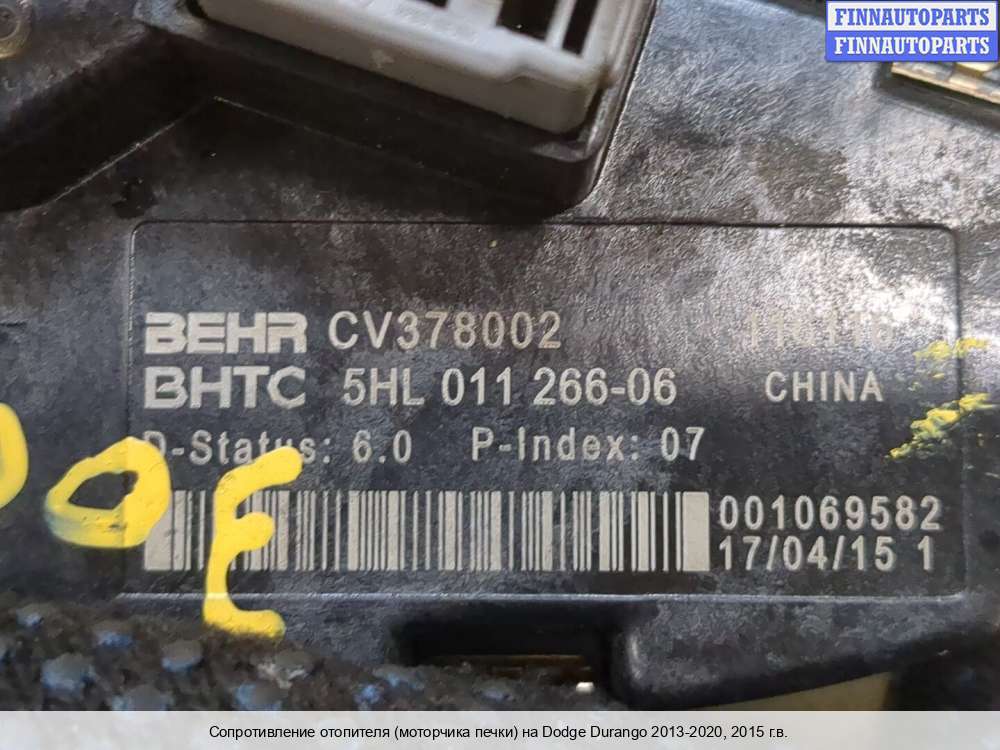 FINNAUTOPARTS
FINNAUTOPARTS
BEHR CV378002
BHTC 5HL 011 266-06 CHINA
D-Status: 6.0 P-Index: 07
001069582
17/04/15 1
Сопротивление отопителя (моторчика печки) на Dodge Durango 2013-2020, 2015 г.в.